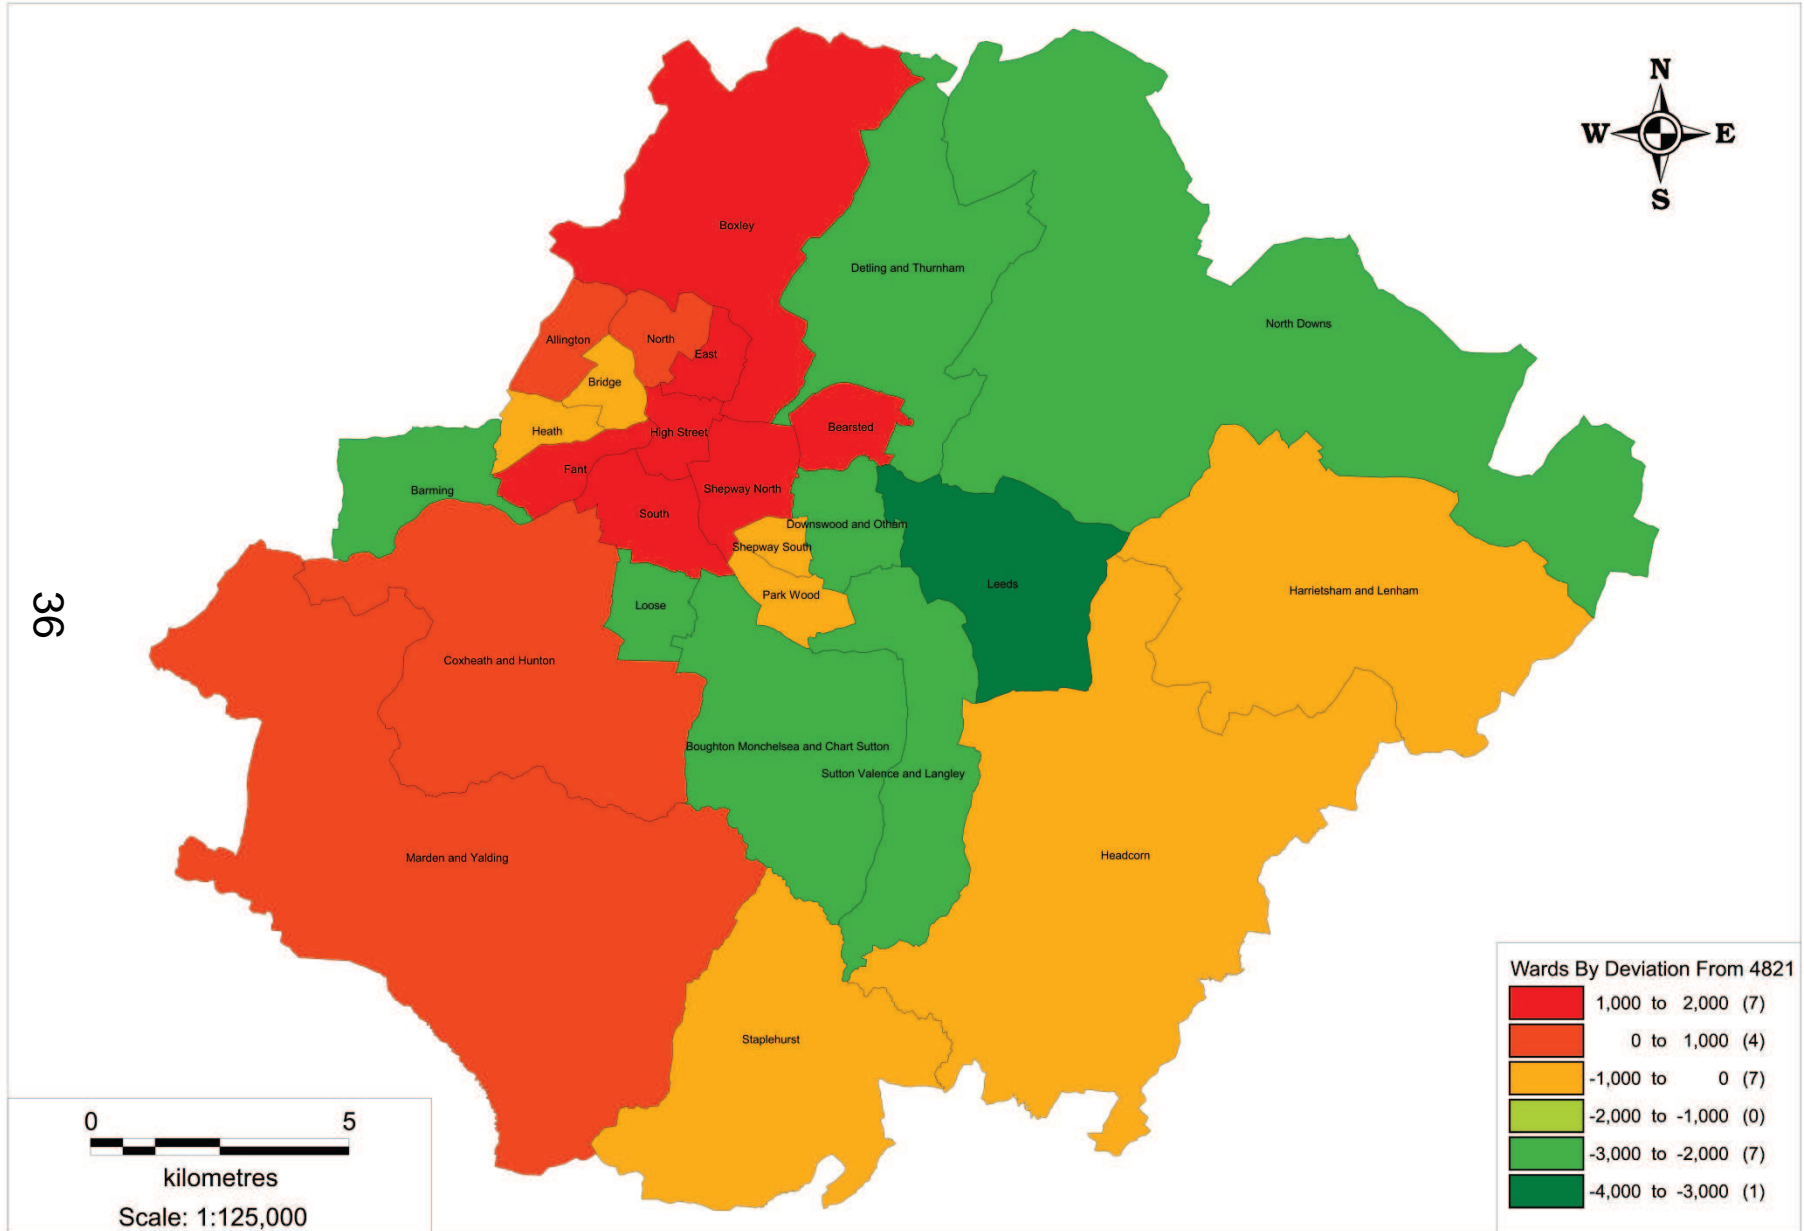 N
W E
S
Boxley
Detling and Thurnham
North Downs
Allington
North
East
Bridge
Heath
High Street
Bearsted
Fant
Barming
Shepway North
South
Downswood and Otham
Shepway South
Leeds
Park Wood
Harrietsham and Lenham
Loose
36
Coxheath and Hunton
Boughton Monchelsea and Chart Sutton
Sutton Valence and Langley
Marden and Yalding
Headcorn
Staplehurst
Wards By Deviation From 4821
1,000 to 2,000 (7)
0 to 1,000 (4)
-1,000 to 0 (7)
-2,000 to -1,000 (0)
-3,000 to -2,000 (7)
-4,000 to -3,000 (1)
0 5
kilometres
Scale: 1:125,000